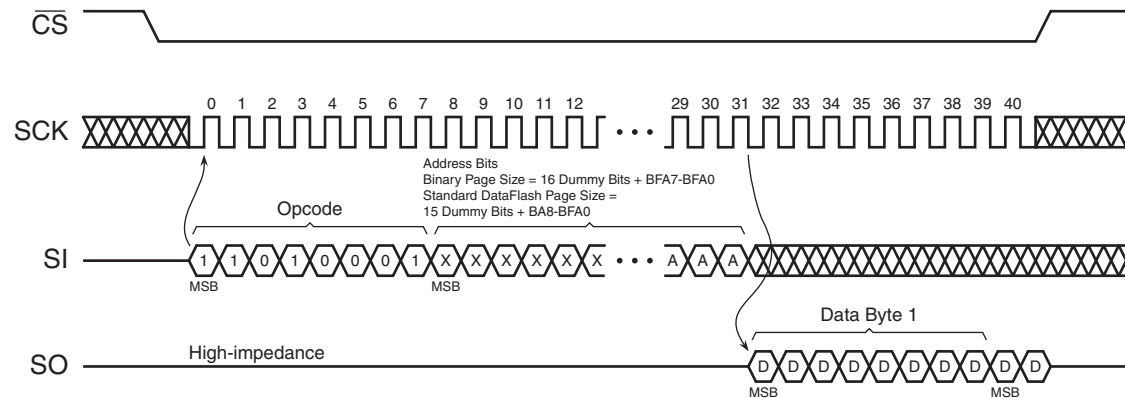 CS
SCK
0 1 2 3 4 5 6 7 8 9 10 11 12 29 30 31 32 33 34 35 36 37 38 39 40
Address Bits
Binary Page Size = 16 Dummy Bits + BFA7-BFA0
Standard DataFlash Page Size =
15 Dummy Bits + BA8-BFA0
Opcode
SI
1 1 0 1 0 0 0 1 X X X X X X A A A
MSB MSB
Data Byte 1
High-impedance
SO
D D D D D D D D D D
MSB MSB